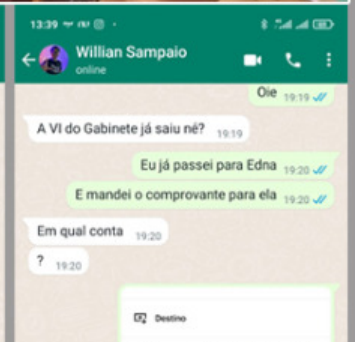 13:39
Willian Sampaio
online
Oie 19:19
A VI do Gabinete já saiu né? 19:19
Eu já passei para Edna 19:20
E mandei o comprovante para ela 19:20
Em qual conta 19:20
? 19:20
Destino